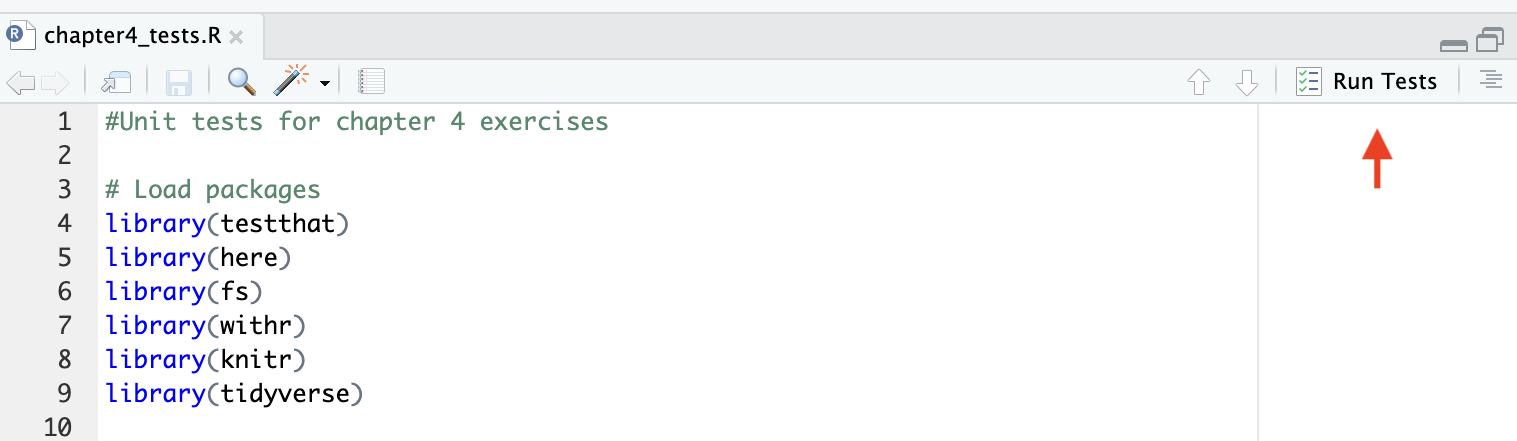 R chapter4_tests.R
Run Tests
1 #Unit tests for chapter 4 exercises
2
3 # Load packages
4 library(testthat)
5 library(here)
6 library(fs)
7 library(withr)
8 library(knitr)
9 library(tidyverse)
10